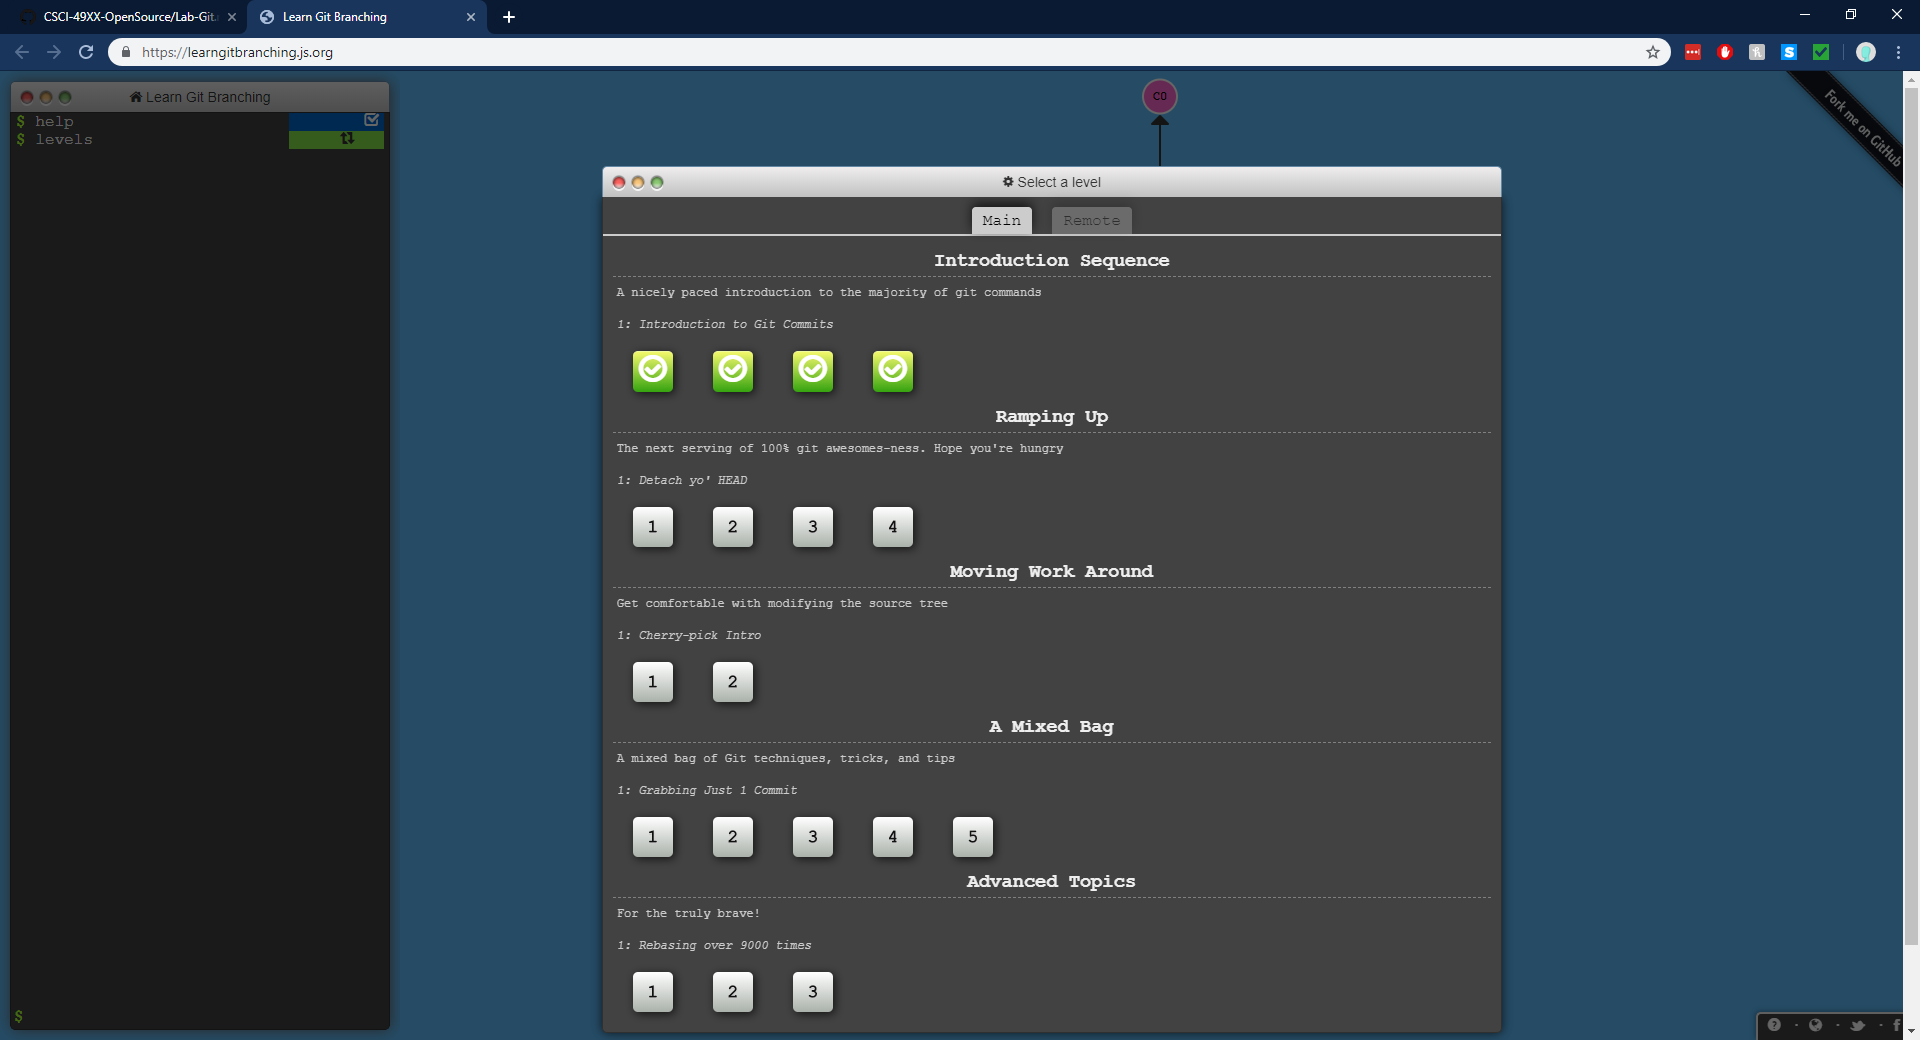 CSCI-49XX-OpenSource/Lab-Git.
Learn Git Branching
https://learngitbranching.js.org
Learn Git Branching
$ help
$ levels
$
C0
Fork me on GitHub
Select a level
Main
Remote
Introduction Sequence
A nicely paced introduction to the majority of git commands
1: Introduction to Git Commits
Ramping Up
The next serving of 100% git awesomes-ness. Hope you're hungry
1: Detach yo' HEAD
1 2 3 4
Moving Work Around
Get comfortable with modifying the source tree
1: Cherry-pick Intro
1 2
A Mixed Bag
A mixed bag of Git techniques, tricks, and tips
1: Grabbing Just 1 Commit
1 2 3 4 5
Advanced Topics
For the truly brave!
1: Rebasing over 9000 times
1 2 3